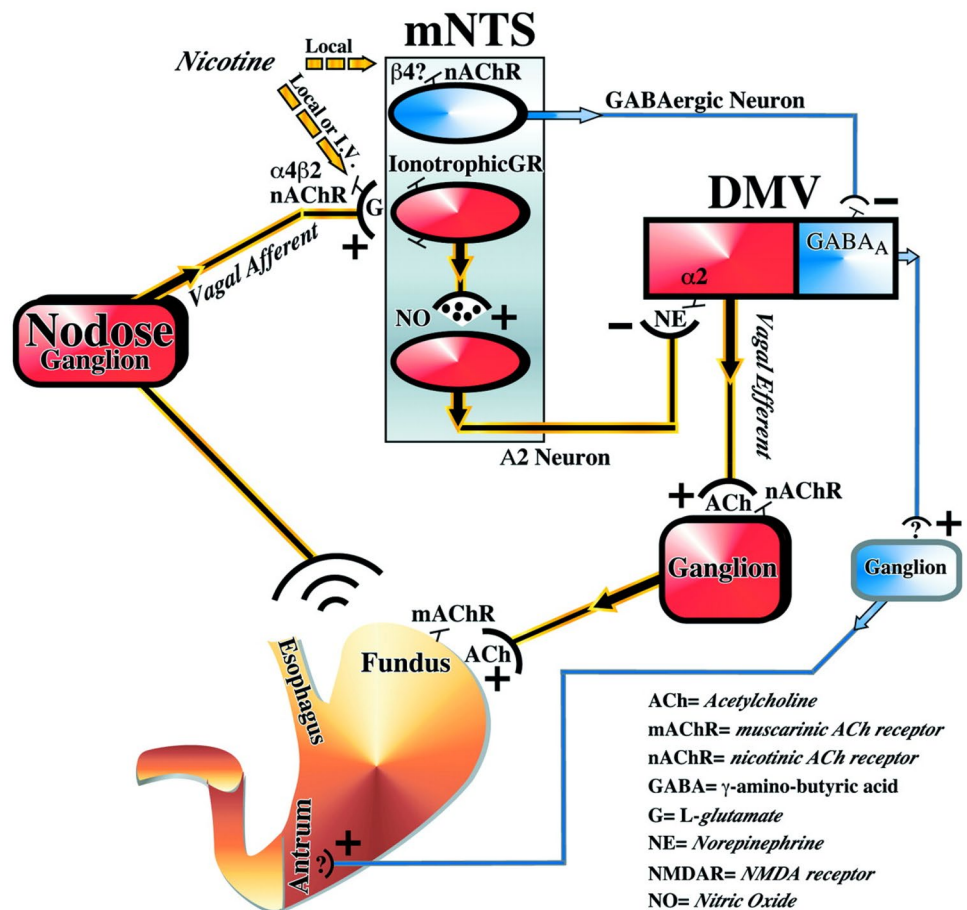 mNTS
Nicotine
Local
Local or I.V.
β4?
nAChR
GABAergic Neuron
α4β2
nAChR
G
+
IonotrophicGR
Vagal Afferent
DMV
GABAA
−
α2
NE
−
NO
+
Nodose
Ganglion
A2 Neuron
Vagal Efferent
+
ACh
nAChR
Ganglion
?
+
Ganglion
mAChR
ACh
+
Fundus
Esophagus
Antrum
?
+
ACh= Acetylcholine
mAChR= muscarinic ACh receptor
nAChR= nicotinic ACh receptor
GABA= γ-amino-butyric acid
G= L-glutamate
NE= Norepinephrine
NMDAR= NMDA receptor
NO= Nitric Oxide